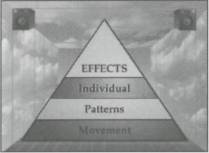 EFFECTS
Individual
Patterns
Movement